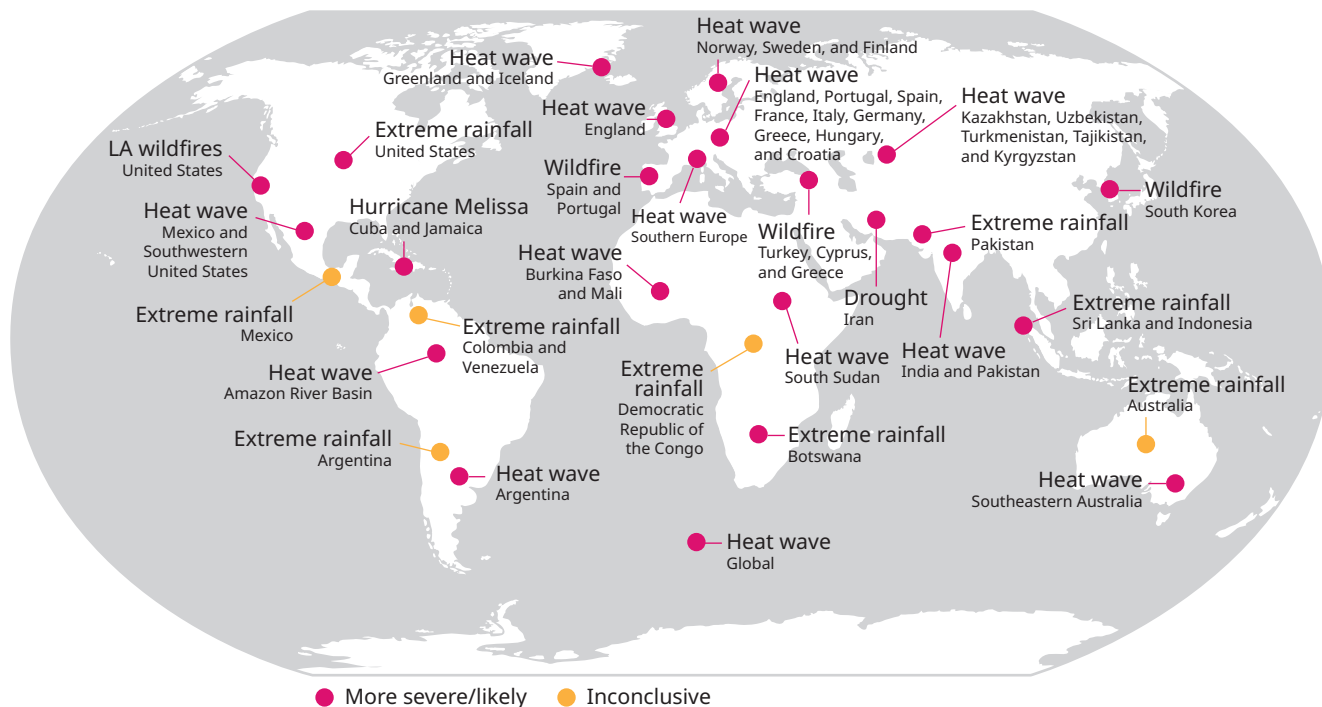 Heat wave
Norway, Sweden, and Finland
Heat wave
Greenland and Iceland
Heat wave
England, Portugal, Spain,
France, Italy, Germany,
Greece, Hungary,
and Croatia
Heat wave
Kazakhstan, Uzbekistan,
Turkmenistan, Tajikistan,
and Kyrgyzstan
Heat wave
England
Extreme rainfall
United States
LA wildfires
United States
Wildfire
Spain and
Portugal
Wildfire
South Korea
Heat wave
Mexico and
Southwestern
United States
Hurricane Melissa
Cuba and Jamaica
Heat wave
Southern Europe
Wildfire
Turkey, Cyprus,
and Greece
Extreme rainfall
Pakistan
Heat wave
Burkina Faso
and Mali
Drought
Iran
Extreme rainfall
Sri Lanka and Indonesia
Extreme rainfall
Mexico
Extreme rainfall
Colombia and
Venezuela
Heat wave
South Sudan
Heat wave
India and Pakistan
Heat wave
Amazon River Basin
Extreme
rainfall
Democratic
Republic of
the Congo
Extreme rainfall
Australia
Extreme rainfall
Argentina
Extreme rainfall
Botswana
Heat wave
Argentina
Heat wave
Southeastern Australia
Heat wave
Global
More severe/likely
Inconclusive